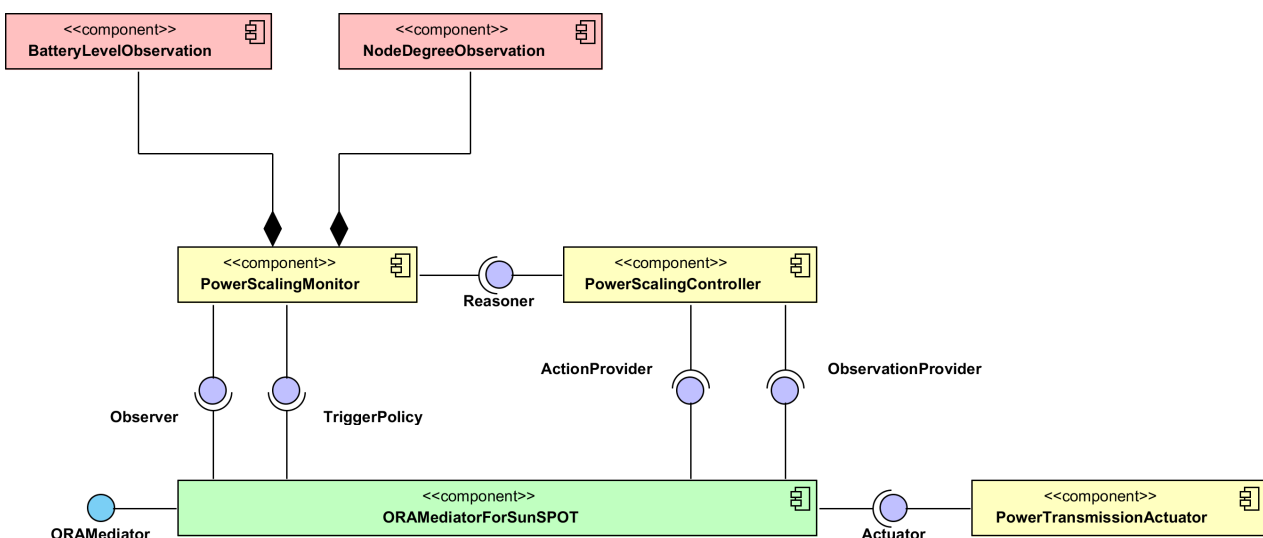 <<component>>
BatteryLevelObservation
<<component>>
NodeDegreeObservation
<<component>>
PowerScalingMonitor
Reasoner
<<component>>
PowerScalingController
Observer
TriggerPolicy
ActionProvider
ObservationProvider
ORAMediator
<<component>>
ORAMediatorForSunSPOT
Actuator
<<component>>
PowerTransmissionActuator